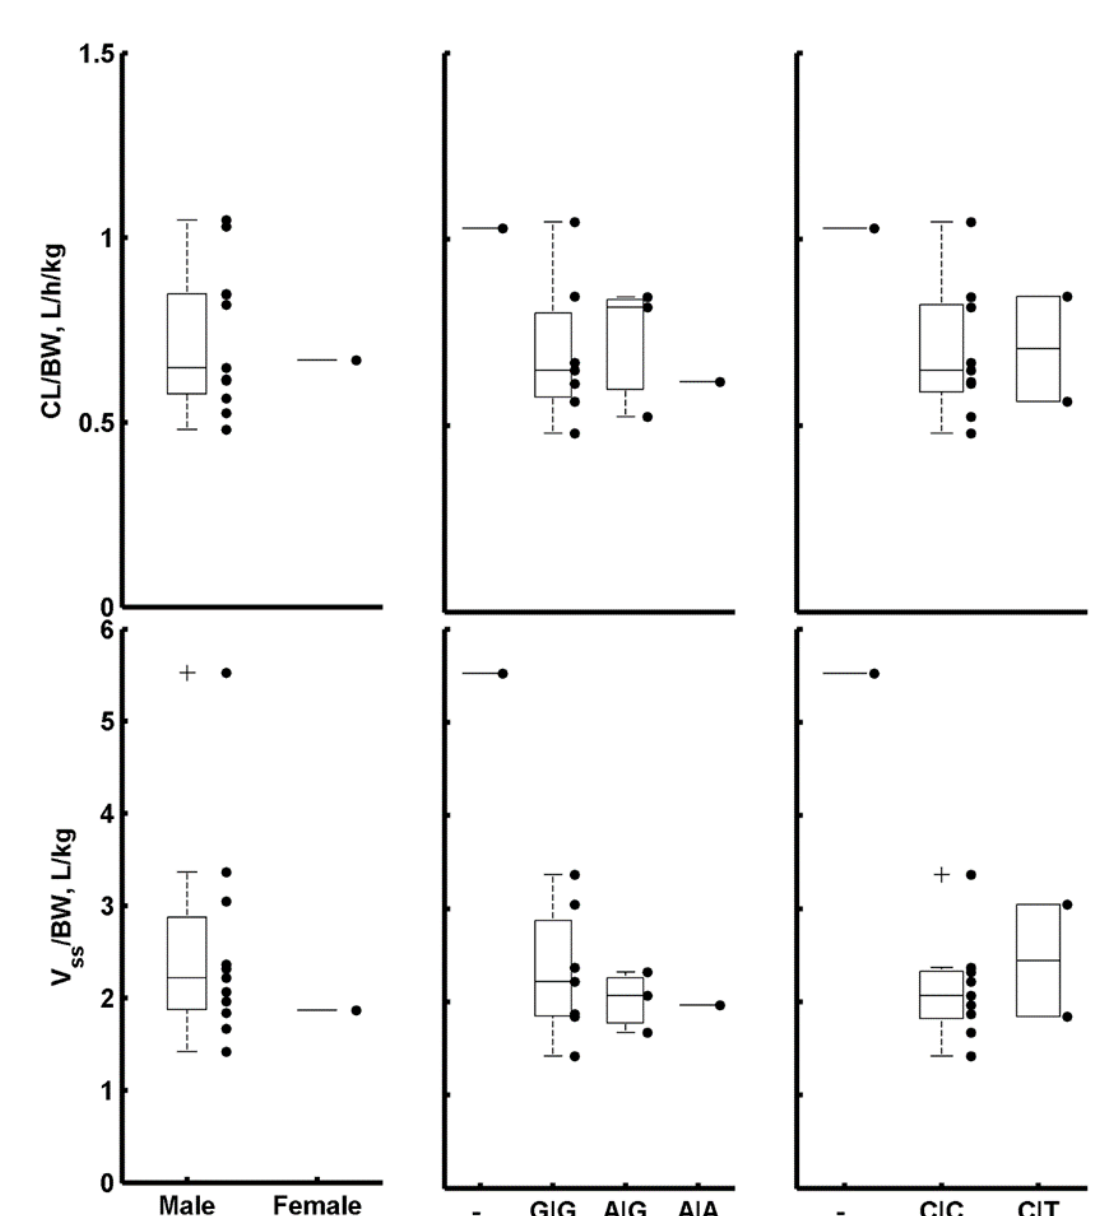 1.5
1
0.5
0
CL/BW, L/h/kg
6
5
4
3
2
1
0
Vss/BW, L/kg
Male Female
- G|G A|G A|A
- C|C C|T